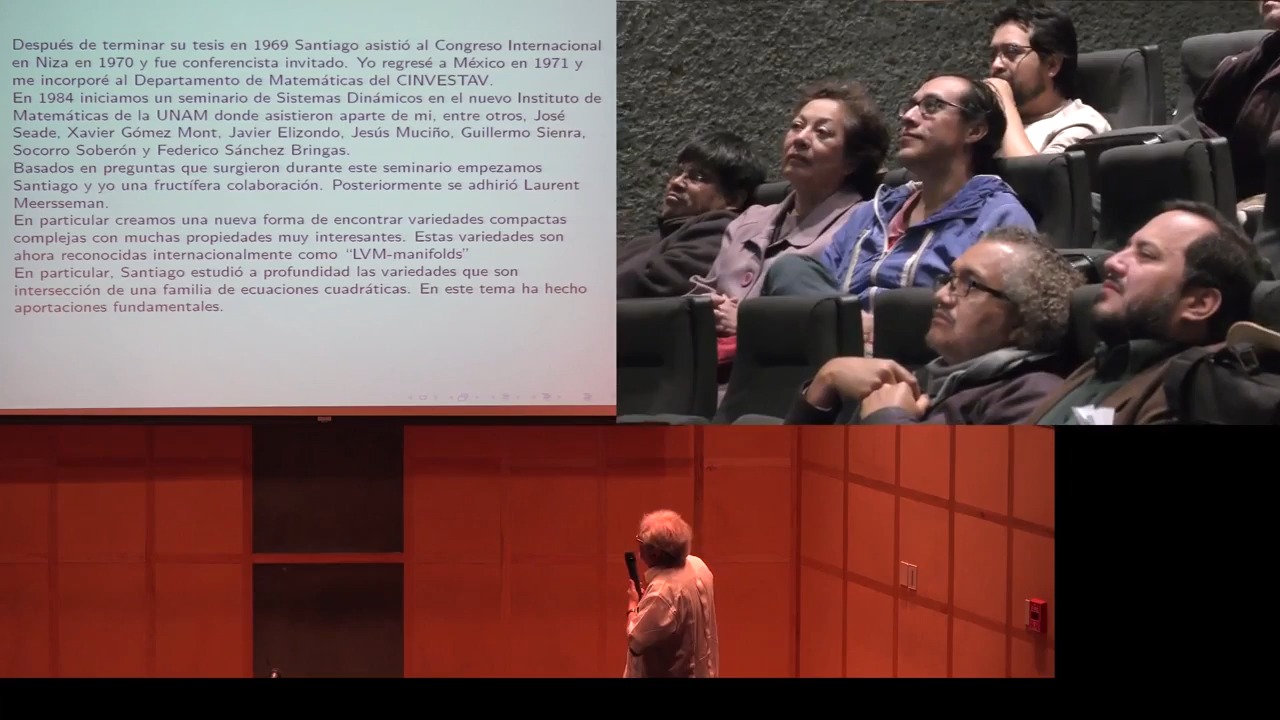 Después de terminar su tesis en 1969 Santiago asistió al Congreso Internacional
en Niza en 1970 y fue conferencista invitado. Yo regresé a México en 1971 y
me incorporé al Departamento de Matemáticas del CINVESTAV.
En 1984 iniciamos un seminario de Sistemas Dinámicos en el nuevo Instituto de
Matemáticas de la UNAM donde asistieron aparte de mi, entre otros, José
Seade, Xavier Gómez Mont, Javier Elizondo, Jesús Muciño, Guillermo Sienra,
Socorro Soberón y Federico Sánchez Bringas.
Basados en preguntas que surgieron durante este seminario empezamos
Santiago y yo una fructífera colaboración. Posteriormente se adhirió Laurent
Meersseman.
En particular creamos una nueva forma de encontrar variedades compactas
complejas con muchas propiedades muy interesantes. Estas variedades son
ahora reconocidas internacionalmente como “LVM-manifolds”
En particular, Santiago estudió a profundidad las variedades que son
intersección de una familia de ecuaciones cuadráticas. En este tema ha hecho
aportaciones fundamentales.